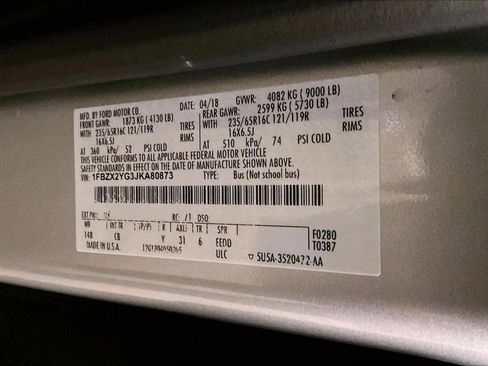 MFD. BY FORD MOTOR CO. DATE: 04/18 GVWR: 4082 KG ( 9000 LB)
FRONT GAWR: 1873 KG ( 4130 LB) REAR GAWR: 2599 KG ( 5730 LB)
WITH 235/65R16C 121/119R TIRES WITH 235/65R16C 121/119R TIRES
16X6.5J RIMS 16X6.5J RIMS
AT 360 kPa/ 52 PSI COLD AT 510 kPa/ 74 PSI COLD
THIS VEHICLE CONFORMS TO ALL APPLICABLE FEDERAL MOTOR VEHICLE
SAFETY STANDARDS IN EFFECT ON DATE OF MANUFACTURE SHOWN ABOVE.
VIN: 1FBZX2YG3JKA80873 TYPE: Bus (Not school bus)
EXT PNT: RC: 71 DSO:
WB INT TR TP/PS R AXLE TR SPR F0280
148 CB Y 31 6 FEDD T0387
MADE IN U.S.A. ULC 5U5A-3520472-AA